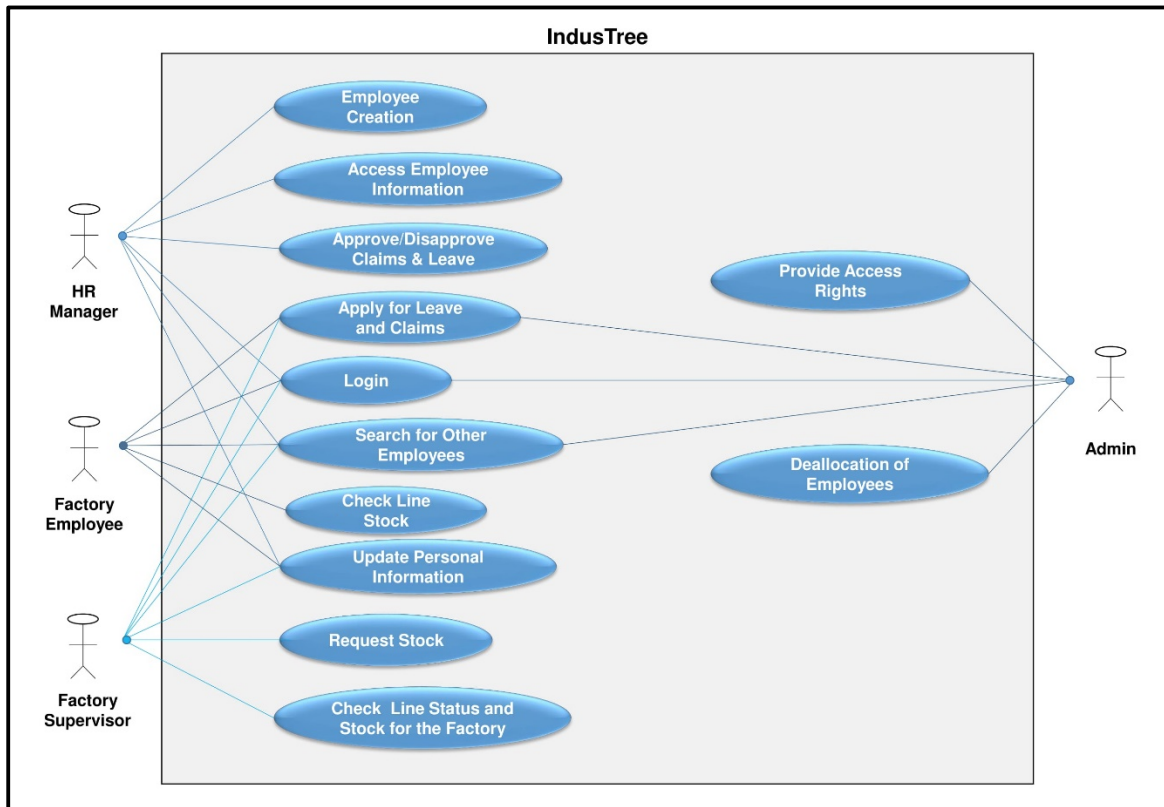 IndusTree
Employee
Creation
Access Employee
Information
Approve/Disapprove
Claims & Leave
Apply for Leave
and Claims
Login
Search for Other
Employees
Check Line
Stock
Update Personal
Information
Request Stock
Check Line Status and
Stock for the Factory
HR
Manager
Factory
Employee
Factory
Supervisor
Provide Access
Rights
Deallocation of
Employees
Admin